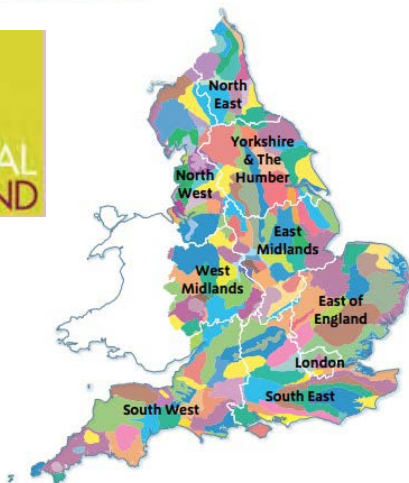 North
East
Yorkshire
& The
Humber
AL
ND
North
West
East
Midlands
West
Midlands
East of
England
London
South East
South West